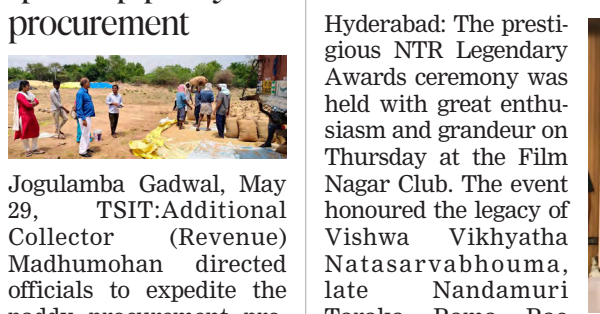 procurement
Jogulamba Gadwal, May
29, TSIT:Additional
Collector (Revenue)
Madhumohan directed
officials to expedite the
Hyderabad: The presti-
gious NTR Legendary
Awards ceremony was
held with great enthu-
siasm and grandeur on
Thursday at the Film
Nagar Club. The event
honoured the legacy of
Vishwa Vikhyatha
Natasarvabhouma,
late Nandamuri